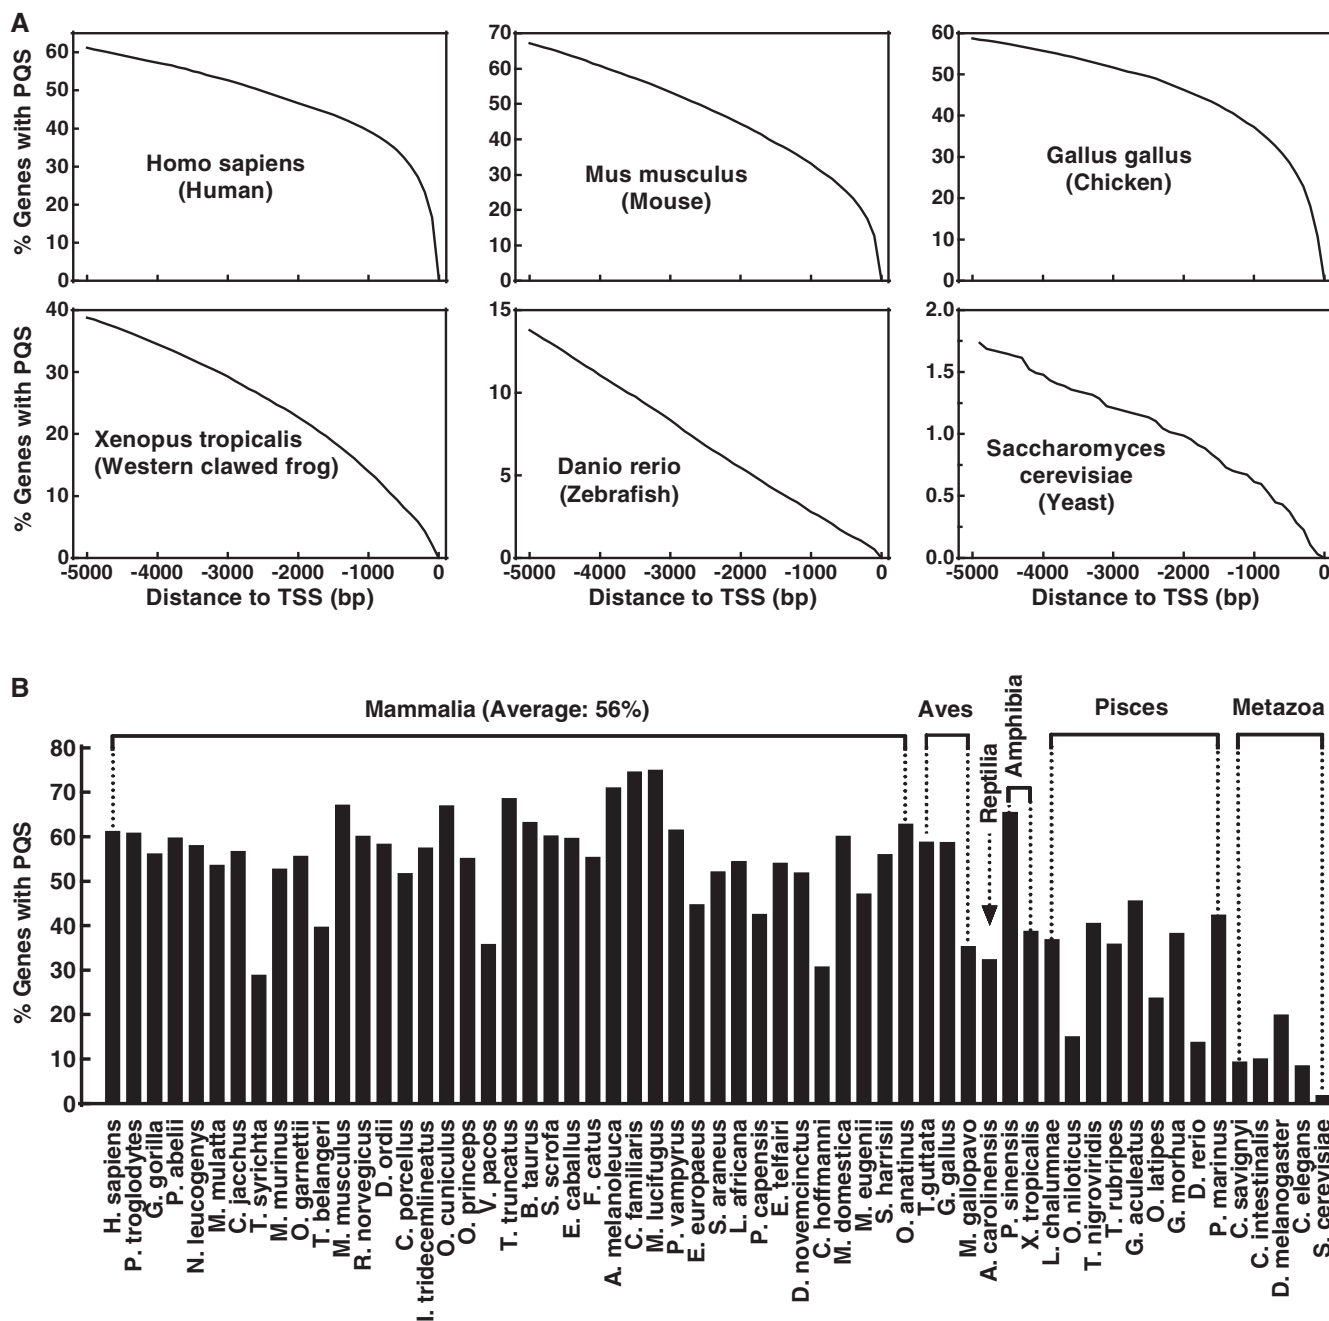 A
% Genes with PQS
60
50
40
30
20
10
0
Homo sapiens
(Human)
70
60
50
40
30
20
10
0
Mus musculus
(Mouse)
60
50
40
30
20
10
0
Gallus gallus
(Chicken)
% Genes with PQS
40
30
20
10
0
Xenopus tropicalis
(Western clawed frog)
-5000 -4000 -3000 -2000 -1000 0
Distance to TSS (bp)
15
10
5
0
Danio rerio
(Zebrafish)
-5000 -4000 -3000 -2000 -1000 0
Distance to TSS (bp)
2.0
1.5
1.0
0.5
0.0
Saccharomyces
cerevisiae
(Yeast)
-5000 -4000 -3000 -2000 -1000 0
Distance to TSS (bp)
B
Mammalia (Average: 56%)
Aves
Reptilia
Amphibia
Pisces
Metazoa
% Genes with PQS
80
70
60
50
40
30
20
10
0
H. sapiens
P. troglodytes
G. gorilla
P. abelii
N. leucogenys
M. mulatta
C. jacchus
T. syrichta
M. murinus
O. garnettii
T. belangeri
M. musculus
R. norvegicus
D. ordii
C. porcellus
I. tridecemlineatus
O. cuniculus
O. princeps
V. pacos
T. truncatus
B. taurus
S. scrofa
E. caballus
F. catus
A. melanoleuca
C. familiaris
M. lucifugus
P. vampyrus
E. europaeus
S. araneus
L. africana
P. capensis
E. telfairi
D. novemcinctus
C. hoffmanni
M. domestica
M. eugenii
S. harrisii
O. anatinus
T.guttata
G. gallus
M. gallopavo
A. carolinensis
P. sinensis
X. tropicalis
L. chalumnae
O. niloticus
T. nigroviridis
T. rubripes
G. aculeatus
O. latipes
G. morhua
D. rerio
P. marinus
C. savignyi
C. intestinalis
D. melanogaster
C. elegans
S. cerevisiae